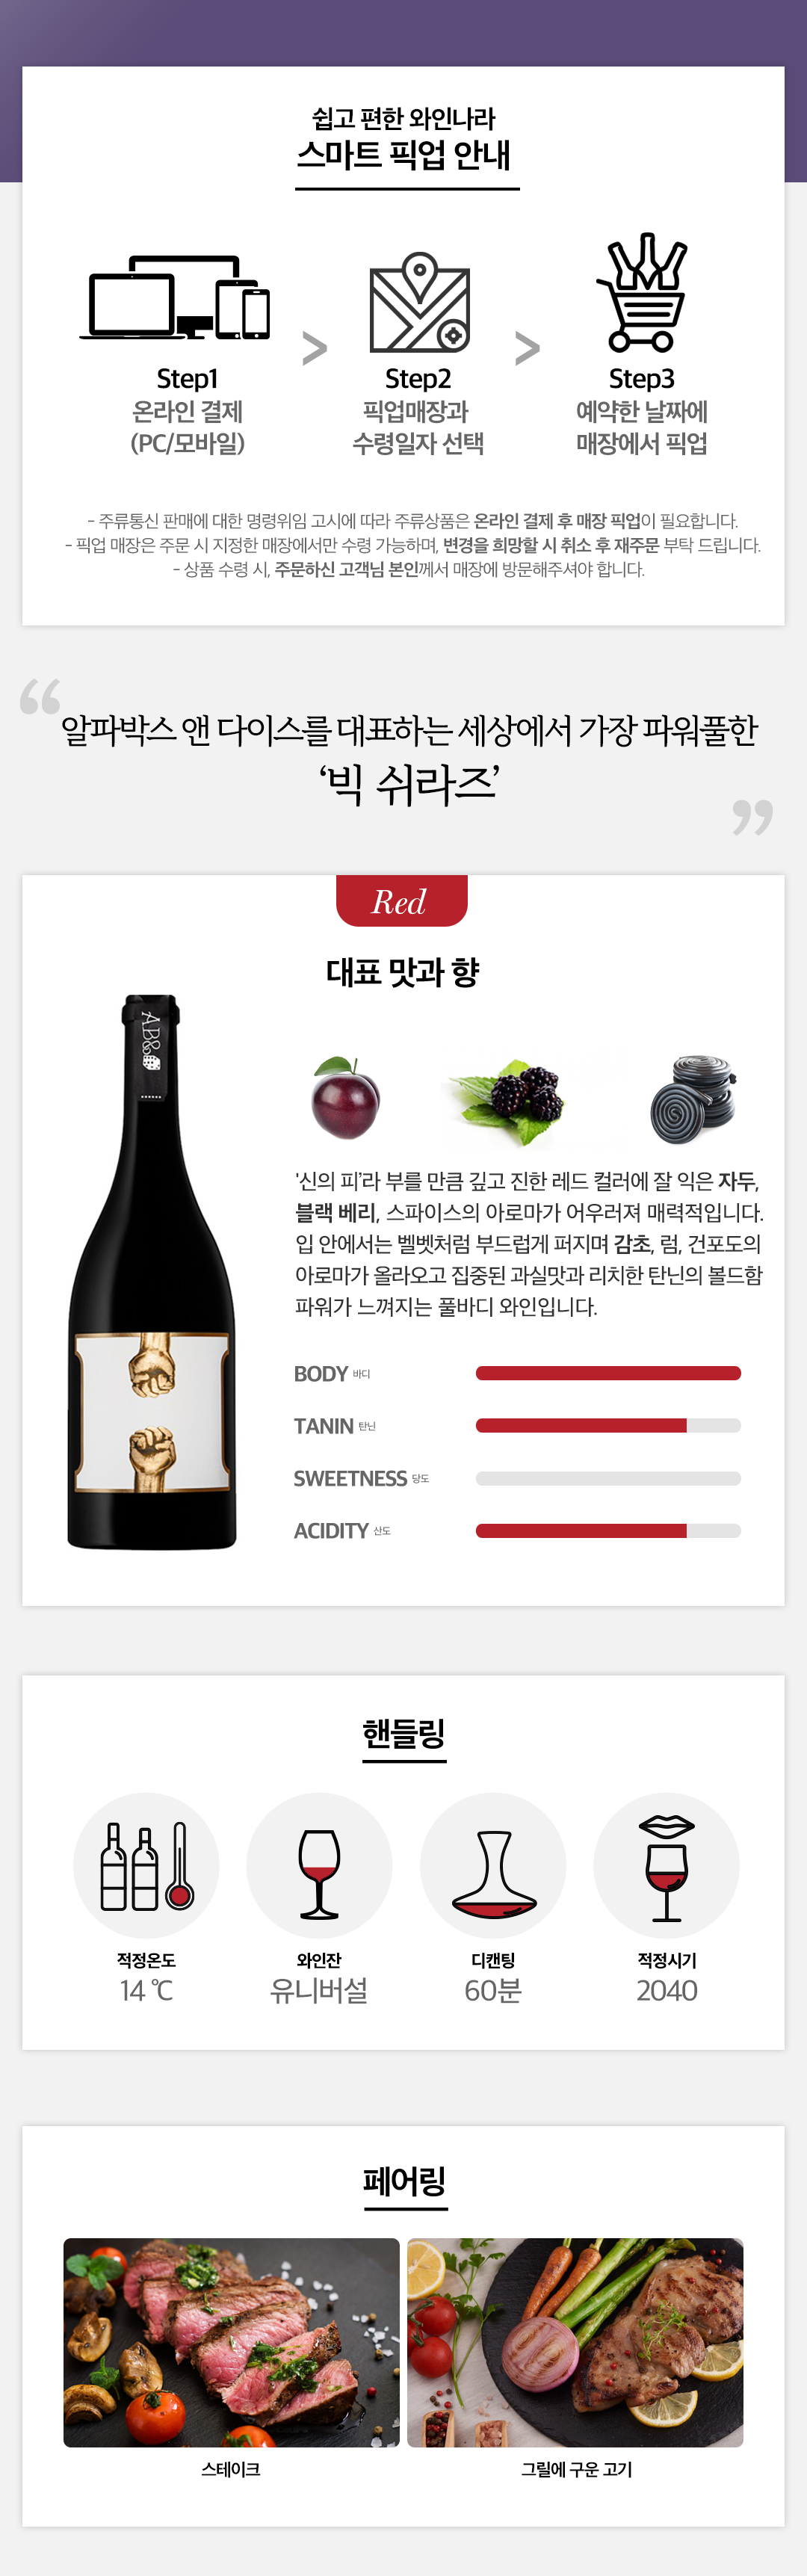 쉽고 편한 와인나라
스마트 픽업 안내
>
>
Step1
온라인 결제
(PC/모바일)
Step2
픽업매장과
수령일자 선택
Step3
예약한 날짜에
매장에서 픽업
- 주류통신 판매에 대한 명령위임 고시에 따라 주류상품은 온라인 결제 후 매장 픽업이 필요합니다.
- 픽업 매장은 주문 시 지정한 매장에서만 수령 가능하며, 변경을 희망할 시 취소 후 재주문 부탁 드립니다.
- 상품 수령 시, 주문하신 고객님 본인께서 매장에 방문해주셔야 합니다.
“
알파박스 앤 다이스를 대표하는 세상에서 가장 파워풀한
‘빅 쉬라즈’
”
Red
대표 맛과 향
AB&
'신의 피’라 부를 만큼 깊고 진한 레드 컬러에 잘 익은 자두,
블랙 베리, 스파이스의 아로마가 어우러져 매력적입니다.
입 안에서는 벨벳처럼 부드럽게 퍼지며 감초, 럼, 건포도의
아로마가 올라오고 집중된 과실맛과 리치한 탄닌의 볼드함
파워가 느껴지는 풀바디 와인입니다.
BODY 바디
TANIN 탄닌
SWEETNESS 당도
ACIDITY 산도
핸들링
적정온도
14 ℃
와인잔
유니버설
디캔팅
60분
적정시기
2040
페어링
스테이크
그릴에 구운 고기